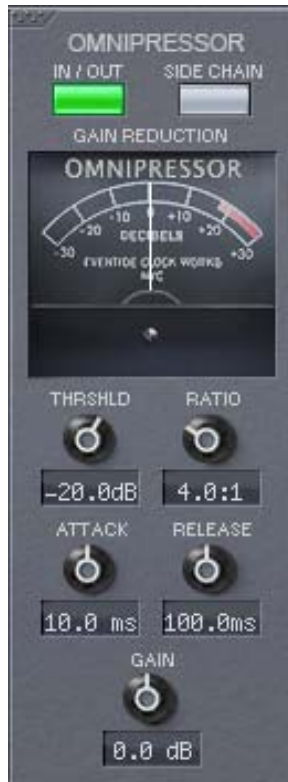 OMNIPRESSOR
IN / OUT SIDE CHAIN
GAIN REDUCTION
OMNIPRESSOR
-30 -20 -10 0 +10 +20 +30
DECIBELS
EVENTIDE CLOCK WORKS
NYC
THRSHLD RATIO
-20.0dB 4.0:1
ATTACK RELEASE
10.0 ms 100.0ms
GAIN
0.0 dB